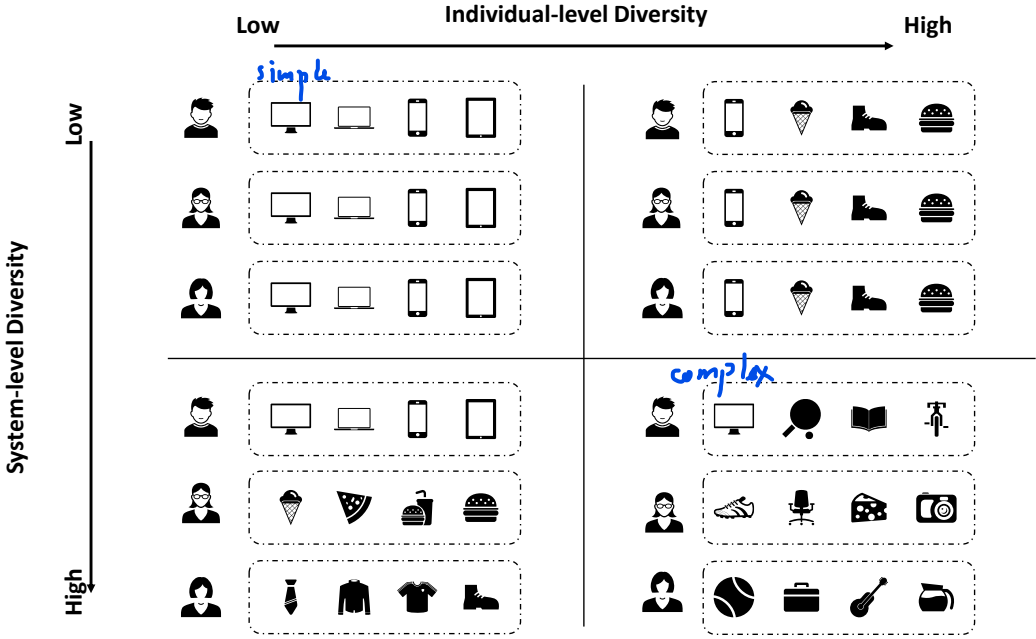 Individual-level Diversity
Low
High
simple
Low
System-level Diversity
complex
High